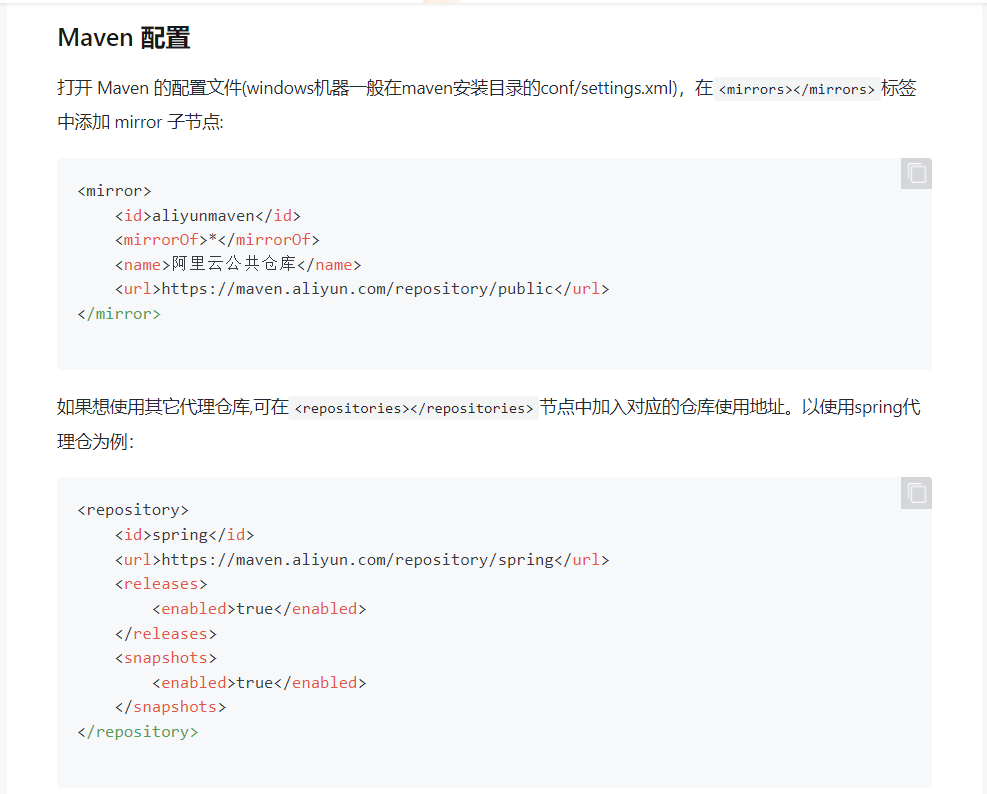 Maven 配置
打开 Maven 的配置文件(windows机器一般在maven安装目录的conf/settings.xml)，在 <mirrors></mirrors> 标签
中添加 mirror 子节点:
<mirror>
    <id>aliyunmaven</id>
    <mirrorOf>*</mirrorOf>
    <name>阿里云公共仓库</name>
    <url>https://maven.aliyun.com/repository/public</url>
</mirror>
如果想使用其它代理仓库,可在 <repositories></repositories> 节点中加入对应的仓库使用地址。以使用spring代
理仓为例：
<repository>
    <id>spring</id>
    <url>https://maven.aliyun.com/repository/spring</url>
    <releases>
        <enabled>true</enabled>
    </releases>
    <snapshots>
        <enabled>true</enabled>
    </snapshots>
</repository>